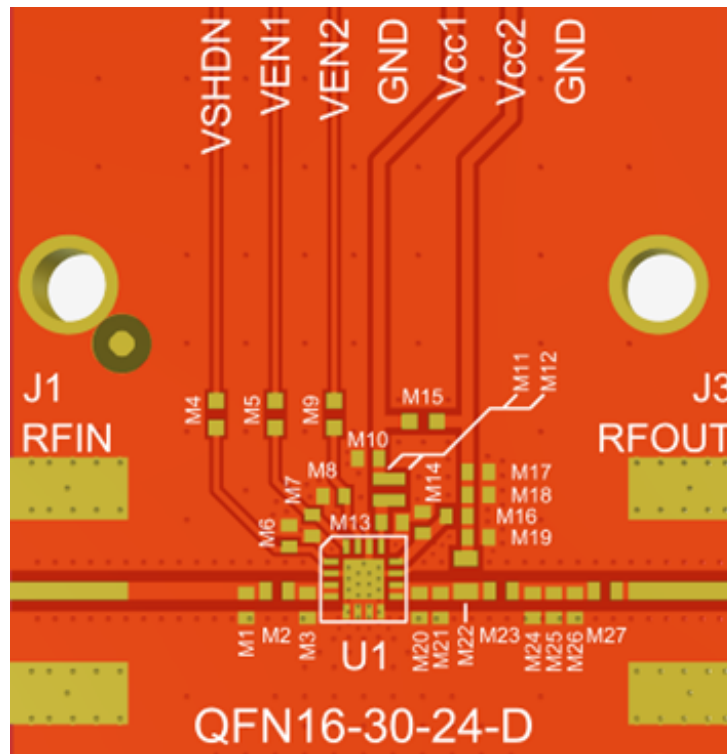 VSHDN
VEN1
VEN2
GND
Vcc1
Vcc2
GND
J1
RFIN
J3
RFOUT
M4
M5
M9
M15
M11
M12
M10
M8
M7
M14
M17
M18
M16
M19
M6
M13
M1
M2
M3
U1
M20
M21
M22
M23
M24
M25
M26
M27
QFN16-30-24-D